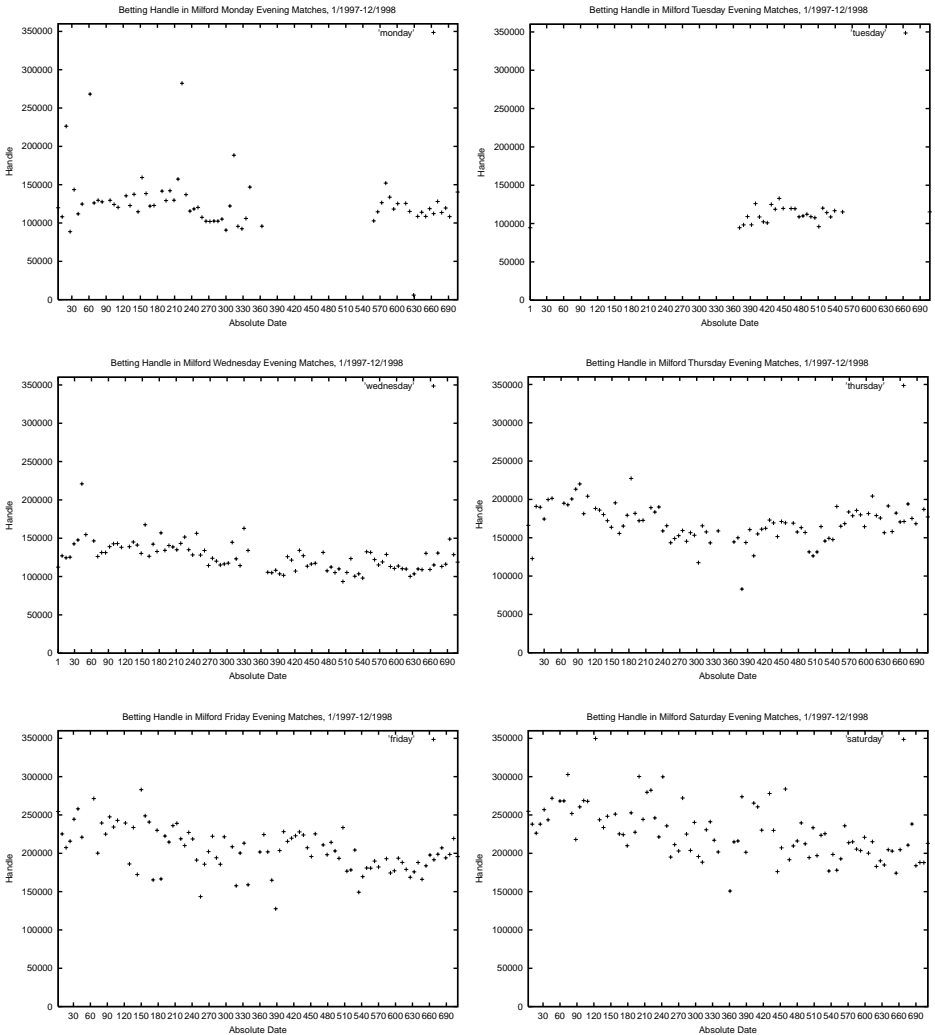 Betting Handle in Milford Monday Evening Matches, 1/1997-12/1998
350000
300000
250000
200000
150000
100000
50000
0
Handle
'monday'
30 60 90 120 150 180 210 240 270 300 330 360 390 420 450 480 510 540 570 600 630 660 690
Absolute Date
Betting Handle in Milford Tuesday Evening Matches, 1/1997-12/1998
350000
300000
250000
200000
150000
100000
50000
0
Handle
'tuesday'
1 30 60 90 120 150 180 210 240 270 300 330 360 390 420 450 480 510 540 570 600 630 660 690
Absolute Date
Betting Handle in Milford Wednesday Evening Matches, 1/1997-12/1998
350000
300000
250000
200000
150000
100000
50000
0
Handle
'wednesday'
1 30 60 90 120 150 180 210 240 270 300 330 360 390 420 450 480 510 540 570 600 630 660 690
Absolute Date
Betting Handle in Milford Thursday Evening Matches, 1/1997-12/1998
350000
300000
250000
200000
150000
100000
50000
0
Handle
'thursday'
30 60 90 120 150 180 210 240 270 300 330 360 390 420 450 480 510 540 570 600 630 660 690
Absolute Date
Betting Handle in Milford Friday Evening Matches, 1/1997-12/1998
350000
300000
250000
200000
150000
100000
50000
0
Handle
'friday'
30 60 90 120 150 180 210 240 270 300 330 360 390 420 450 480 510 540 570 600 630 660 690
Absolute Date
Betting Handle in Milford Saturday Evening Matches, 1/1997-12/1998
350000
300000
250000
200000
150000
100000
50000
0
Handle
'saturday'
30 60 90 120 150 180 210 240 270 300 330 360 390 420 450 480 510 540 570 600 630 660 690
Absolute Date